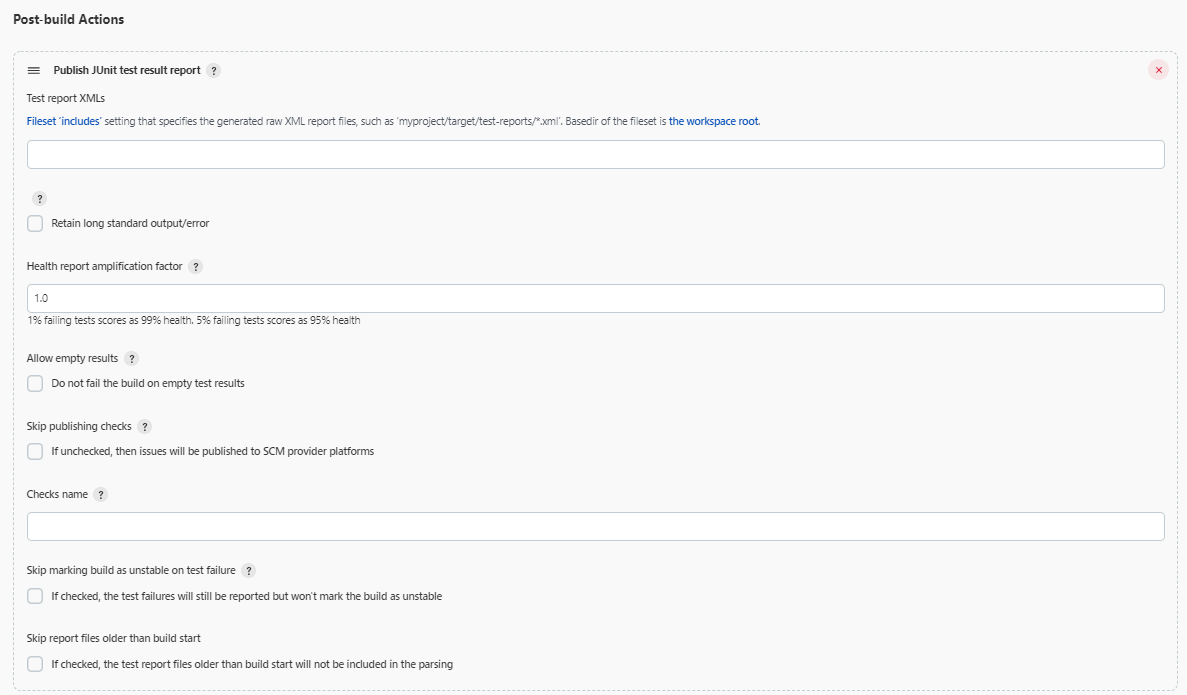 Post-build Actions
Publish JUnit test result report ?
Test report XMLs
Fileset 'includes' setting that specifies the generated raw XML report files, such as 'myproject/target/test-reports/*.xml'. Basedir of the fileset is the workspace root.
?
Retain long standard output/error
Health report amplification factor ?
1.0
1% failing tests scores as 99% health. 5% failing tests scores as 95% health
Allow empty results ?
Do not fail the build on empty test results
Skip publishing checks ?
If unchecked, then issues will be published to SCM provider platforms
Checks name ?
Skip marking build as unstable on test failure ?
If checked, the test failures will still be reported but won't mark the build as unstable
Skip report files older than build start
If checked, the test report files older than build start will not be included in the parsing